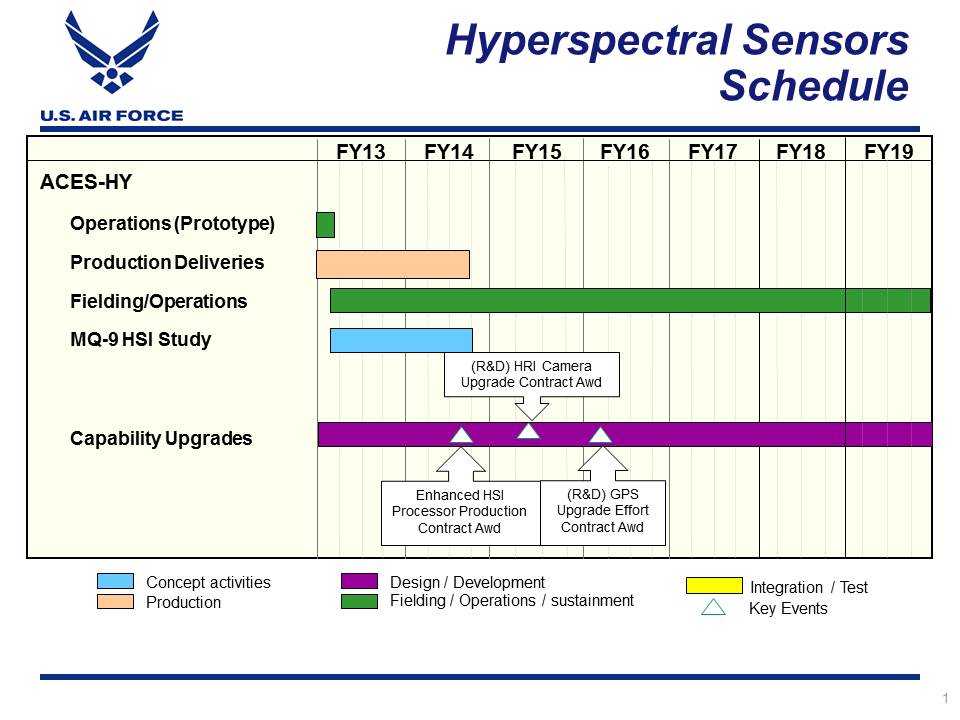 Hyperspectral Sensors
Schedule
U.S. AIR FORCE
FY13 FY14 FY15 FY16 FY17 FY18 FY19
ACES-HY
Operations (Prototype)
Production Deliveries
Fielding/Operations
MQ-9 HSI Study
(R&D) HRI Camera
Upgrade Contract Awd
Capability Upgrades
Enhanced HSI
Processor Production
Contract Awd
(R&D) GPS
Upgrade Effort
Contract Awd
Concept activities
Production
Design / Development
Fielding / Operations / sustainment
Integration / Test
Key Events
1